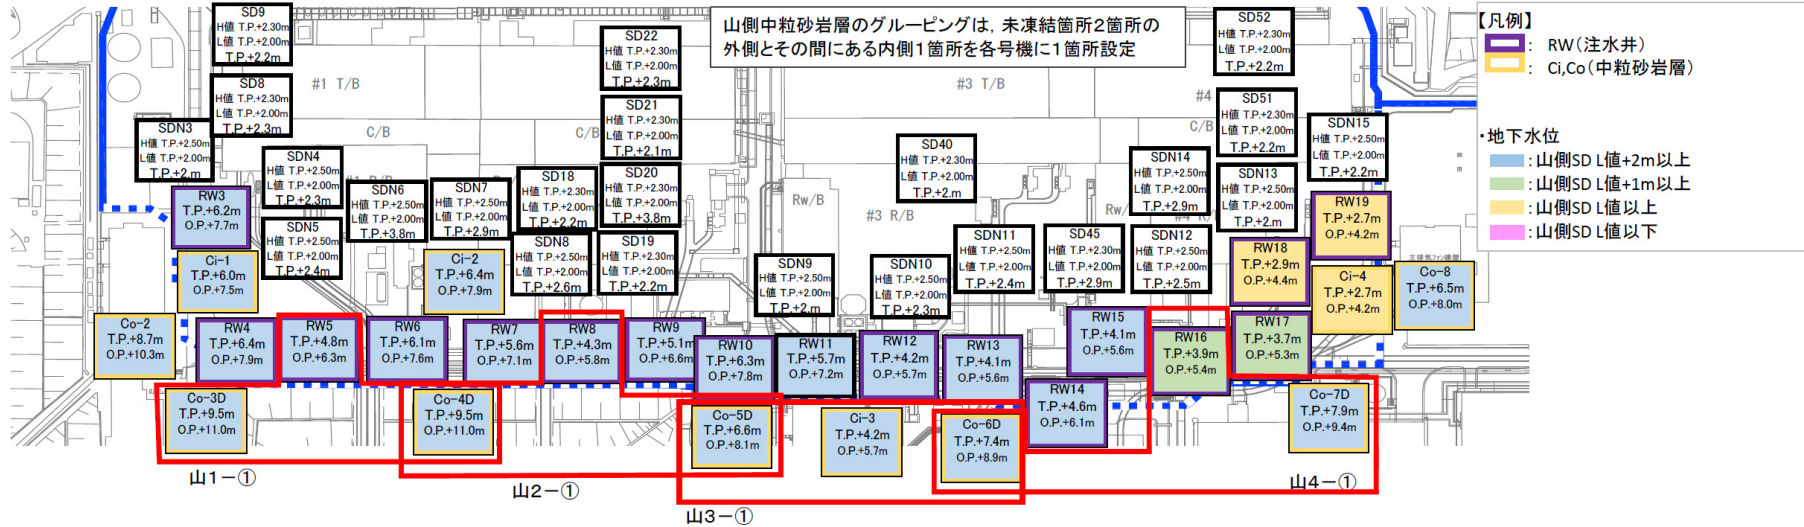 山側中粒砂岩層のグルーピングは，未凍結箇所2箇所の
外側とその間にある内側1箇所を各号機に1箇所設定
【凡例】
： RW（注水井）
： Ci,Co（中粒砂岩層）
・地下水位
：山側SD L値+2m以上
：山側SD L値+1m以上
：山側SD L値以上
：山側SD L値以下
SD9
H値 T.P.+2.30m
L値 T.P.+2.00m
T.P.+2.2m
SD8
H値 T.P.+2.30m
L値 T.P.+2.00m
T.P.+2.3m
SD22
H値 T.P.+2.30m
L値 T.P.+2.00m
T.P.+2.3m
SD21
H値 T.P.+2.30m
L値 T.P.+2.00m
T.P.+2.1m
SD20
H値 T.P.+2.30m
L値 T.P.+2.00m
T.P.+3.8m
SD19
H値 T.P.+2.30m
L値 T.P.+2.00m
T.P.+2.2m
SD52
H値 T.P.+2.30m
L値 T.P.+2.00m
T.P.+2.2m
SD51
H値 T.P.+2.30m
L値 T.P.+2.00m
T.P.+2.2m
SDN3
H値 T.P.+2.50m
L値 T.P.+2.00m
T.P.+2.m
SDN4
H値 T.P.+2.50m
L値 T.P.+2.00m
T.P.+2.3m
SDN5
H値 T.P.+2.50m
L値 T.P.+2.00m
T.P.+2.4m
SDN6
H値 T.P.+2.50m
L値 T.P.+2.00m
T.P.+3.8m
SDN7
H値 T.P.+2.50m
L値 T.P.+2.00m
T.P.+2.9m
SD18
H値 T.P.+2.30m
L値 T.P.+2.00m
T.P.+2.2m
SDN8
H値 T.P.+2.50m
L値 T.P.+2.00m
T.P.+2.6m
SDN9
H値 T.P.+2.50m
L値 T.P.+2.00m
T.P.+2.m
SD40
H値 T.P.+2.30m
L値 T.P.+2.00m
T.P.+2.m
SDN10
H値 T.P.+2.50m
L値 T.P.+2.00m
T.P.+2.3m
SDN11
H値 T.P.+2.50m
L値 T.P.+2.00m
T.P.+2.4m
SD45
H値 T.P.+2.30m
L値 T.P.+2.00m
T.P.+2.9m
SDN12
H値 T.P.+2.50m
L値 T.P.+2.00m
T.P.+2.5m
SDN14
H値 T.P.+2.50m
L値 T.P.+2.00m
T.P.+2.9m
SDN13
H値 T.P.+2.50m
L値 T.P.+2.00m
T.P.+2.m
SDN15
H値 T.P.+2.50m
L値 T.P.+2.00m
T.P.+2.2m
#1 T/B
C/B
C/B
#3 T/B
#4
C/B
Rw/B
#3 R/B
Rw/
RW3
T.P.+6.2m
O.P.+7.7m
Ci-1
T.P.+6.0m
O.P.+7.5m
Ci-2
T.P.+6.4m
O.P.+7.9m
Co-2
T.P.+8.7m
O.P.+10.3m
RW4
T.P.+6.4m
O.P.+7.9m
RW5
T.P.+4.8m
O.P.+6.3m
RW6
T.P.+6.1m
O.P.+7.6m
RW7
T.P.+5.6m
O.P.+7.1m
RW8
T.P.+4.3m
O.P.+5.8m
RW9
T.P.+5.1m
O.P.+6.6m
RW10
T.P.+6.3m
O.P.+7.8m
RW11
T.P.+5.7m
O.P.+7.2m
RW12
T.P.+4.2m
O.P.+5.7m
RW13
T.P.+4.1m
O.P.+5.6m
RW14
T.P.+4.6m
O.P.+6.1m
RW15
T.P.+4.1m
O.P.+5.6m
RW16
T.P.+3.9m
O.P.+5.4m
RW17
T.P.+3.7m
O.P.+5.3m
RW18
T.P.+2.9m
O.P.+4.4m
RW19
T.P.+2.7m
O.P.+4.2m
Ci-4
T.P.+2.7m
O.P.+4.2m
Co-8
T.P.+6.5m
O.P.+8.0m
Co-3D
T.P.+9.5m
O.P.+11.0m
Co-4D
T.P.+9.5m
O.P.+11.0m
Co-5D
T.P.+6.6m
O.P.+8.1m
Ci-3
T.P.+4.2m
O.P.+5.7m
Co-6D
T.P.+7.4m
O.P.+8.9m
Co-7D
T.P.+7.9m
O.P.+9.4m
山1－①
山2－①
山3－①
山4－①